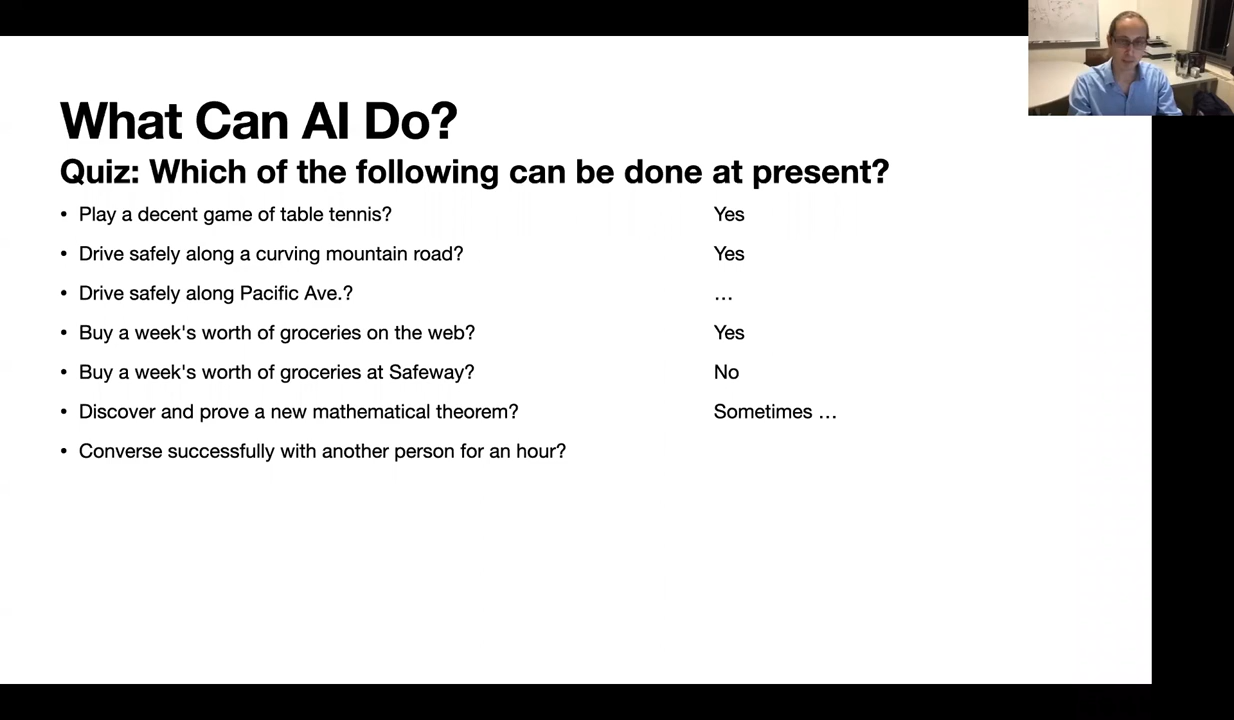 What Can AI Do?
Quiz: Which of the following can be done at present?
• Play a decent game of table tennis? Yes
• Drive safely along a curving mountain road? Yes
• Drive safely along Pacific Ave.? …
• Buy a week's worth of groceries on the web? Yes
• Buy a week's worth of groceries at Safeway? No
• Discover and prove a new mathematical theorem? Sometimes …
• Converse successfully with another person for an hour?